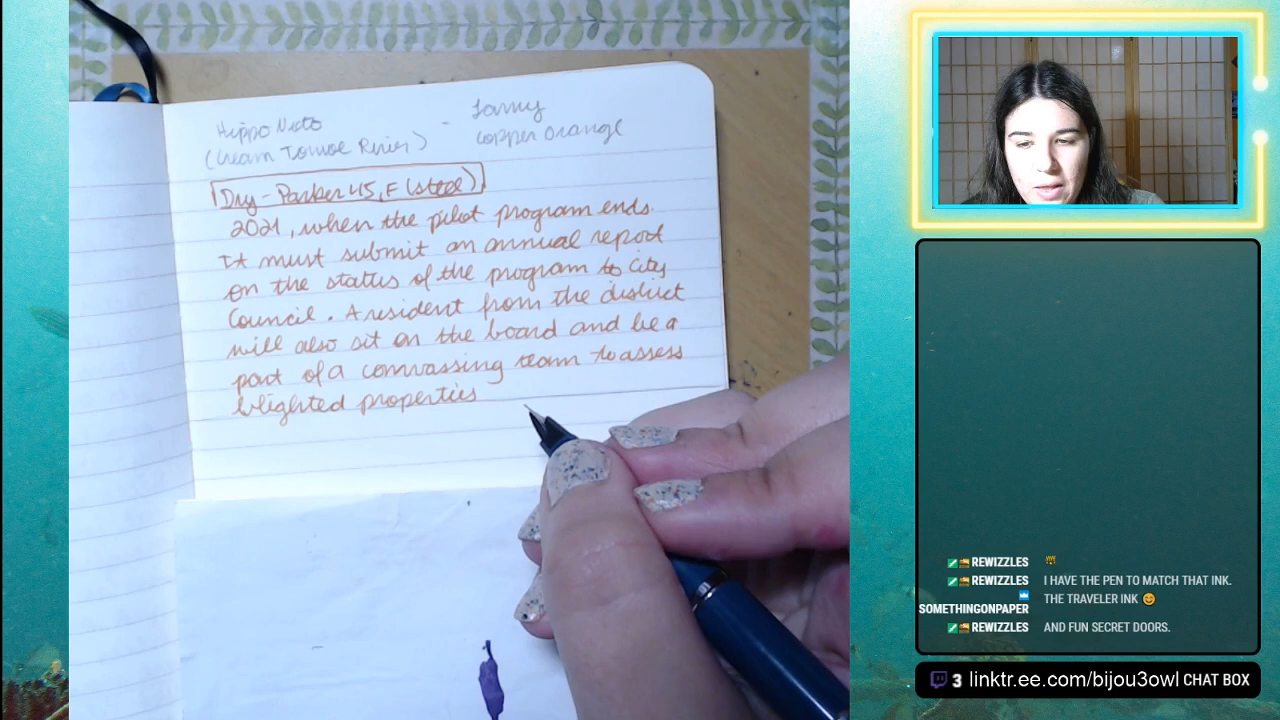 Hippo Noto
(Cream Tomoe River) - Lamy
Copper Orange
Dry - Parker 45, F (steel)
2021, when the pilot program ends.
It must submit an annual report
on the status of the program to city
Council. A resident from the district
will also sit on the board and be a
part of a canvassing team to assess
blighted properties
REWIZZLES
REWIZZLES I HAVE THE PEN TO MATCH THAT INK.
SOMETHINGONPAPER THE TRAVELER INK 😊
REWIZZLES AND FUN SECRET DOORS.
3 linktr.ee.com/bijou3owl CHAT BOX